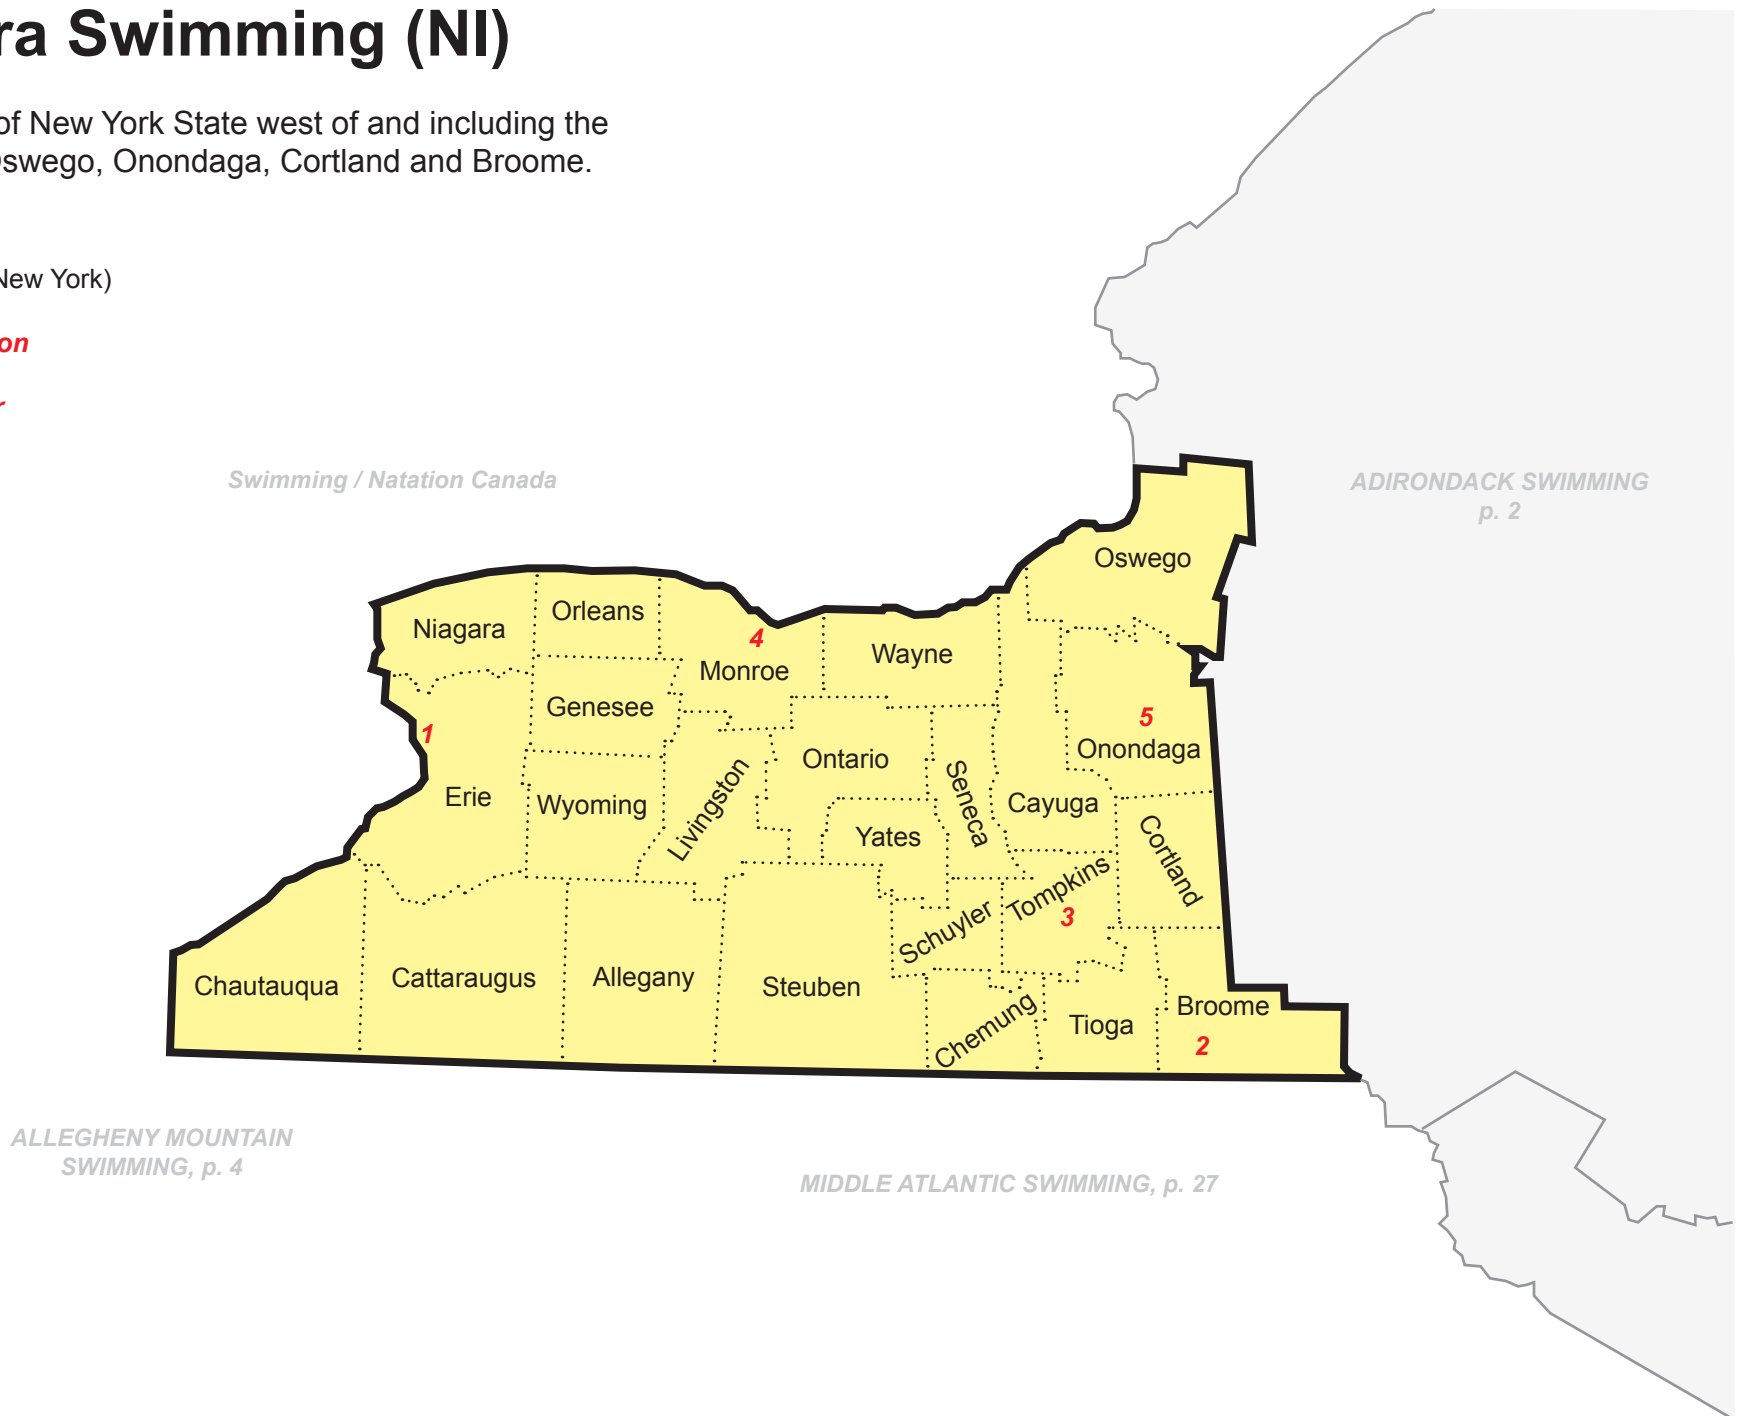 ra Swimming (NI)
of New York State west of and including the
Oswego, Onondaga, Cortland and Broome.
New York)
on
r
Swimming / Natation Canada
ADIRONDACK SWIMMING
p. 2
Oswego
Niagara
Orleans
4
Monroe
Wayne
Genesee
1
5
Onondaga
Ontario
Erie
Wyoming
Livingston
Seneca
Cayuga
Yates
Cortland
Tompkins
3
Schuyler
Chautauqua
Cattaraugus
Allegany
Steuben
Chemung
Tioga
Broome
2
ALLEGHENY MOUNTAIN
SWIMMING, p. 4
MIDDLE ATLANTIC SWIMMING, p. 27